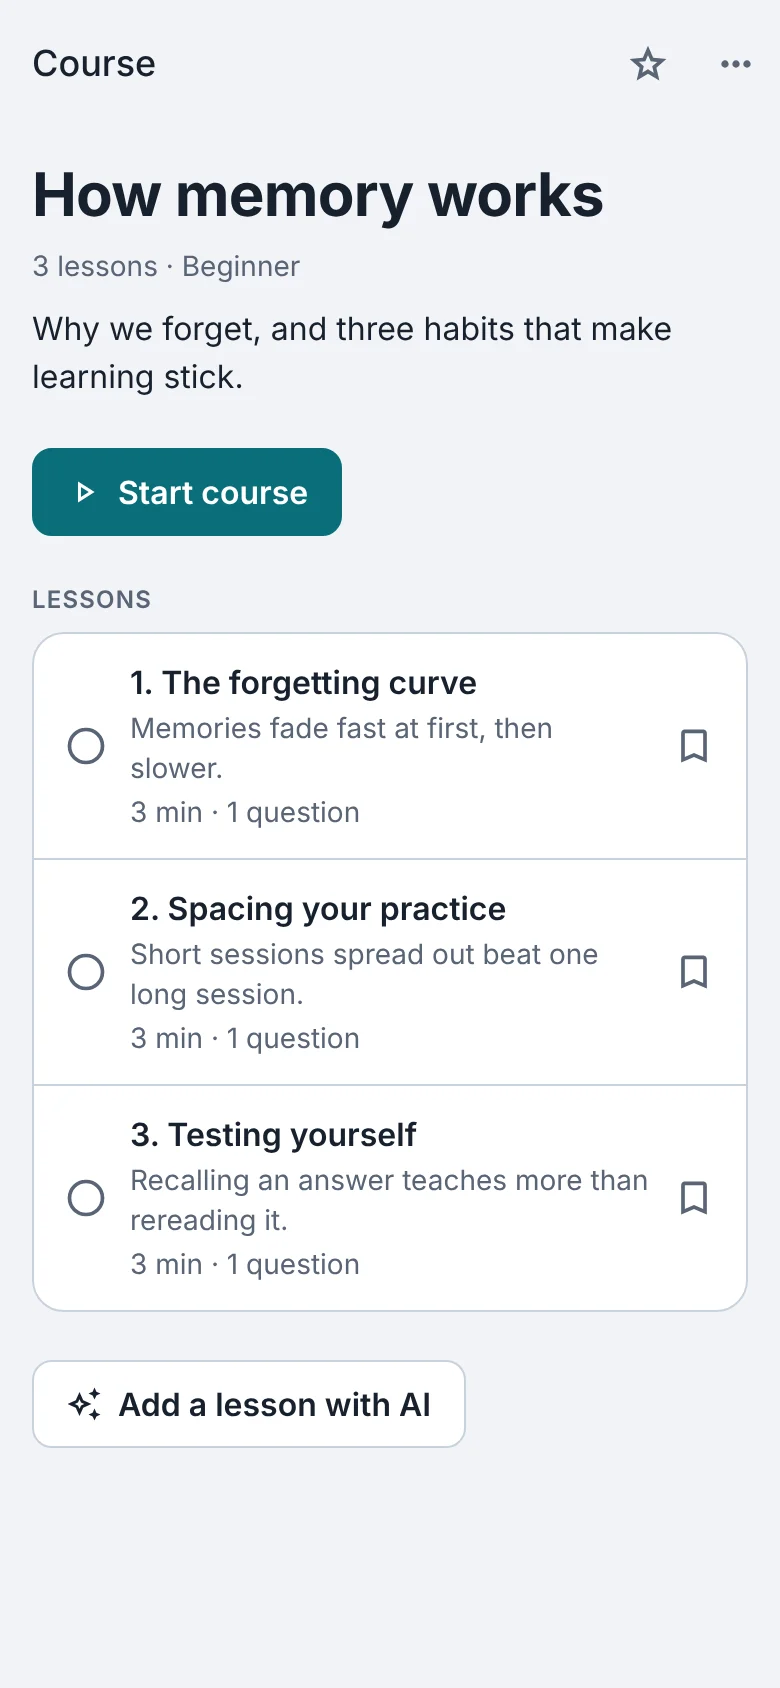 Course
How memory works
3 lessons · Beginner
Why we forget, and three habits that make
learning stick.
Start course
LESSONS
1. The forgetting curve
Memories fade fast at first, then
slower.
3 min · 1 question
2. Spacing your practice
Short sessions spread out beat one
long session.
3 min · 1 question
3. Testing yourself
Recalling an answer teaches more than
rereading it.
3 min · 1 question
Add a lesson with AI